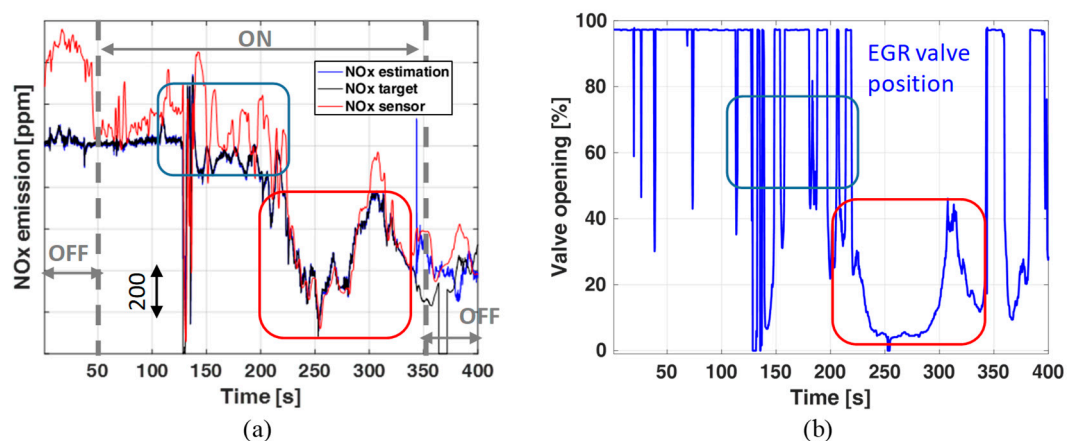 ON
NOx estimation
NOx target
NOx sensor
NOx emission [ppm]
OFF
200
OFF
50 100 150 200 250 300 350 400
Time [s]
(a)
100
80
60
40
20
0
Valve opening [%]
EGR valve
position
0 50 100 150 200 250 300 350 400
Time [s]
(b)